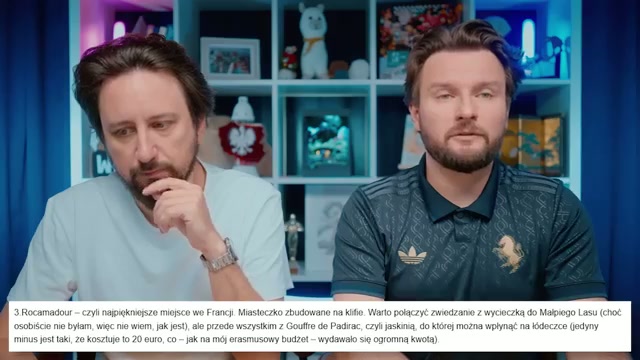 3.Rocamadour – czyli najpiękniejsze miejsce we Francji. Miasteczko zbudowane na klifie. Warto połączyć zwiedzanie z wycieczką do Małpiego Lasu (choć
osobiście nie byłam, więc nie wiem, jak jest), ale przede wszystkim z Gouffre de Padirac, czyli jaskinią, do której można wpłynąć na łódeczce (jedyny
minus jest taki, że kosztuje to 20 euro, co – jak na mój erasmusowy budżet – wydawało się ogromną kwotą).